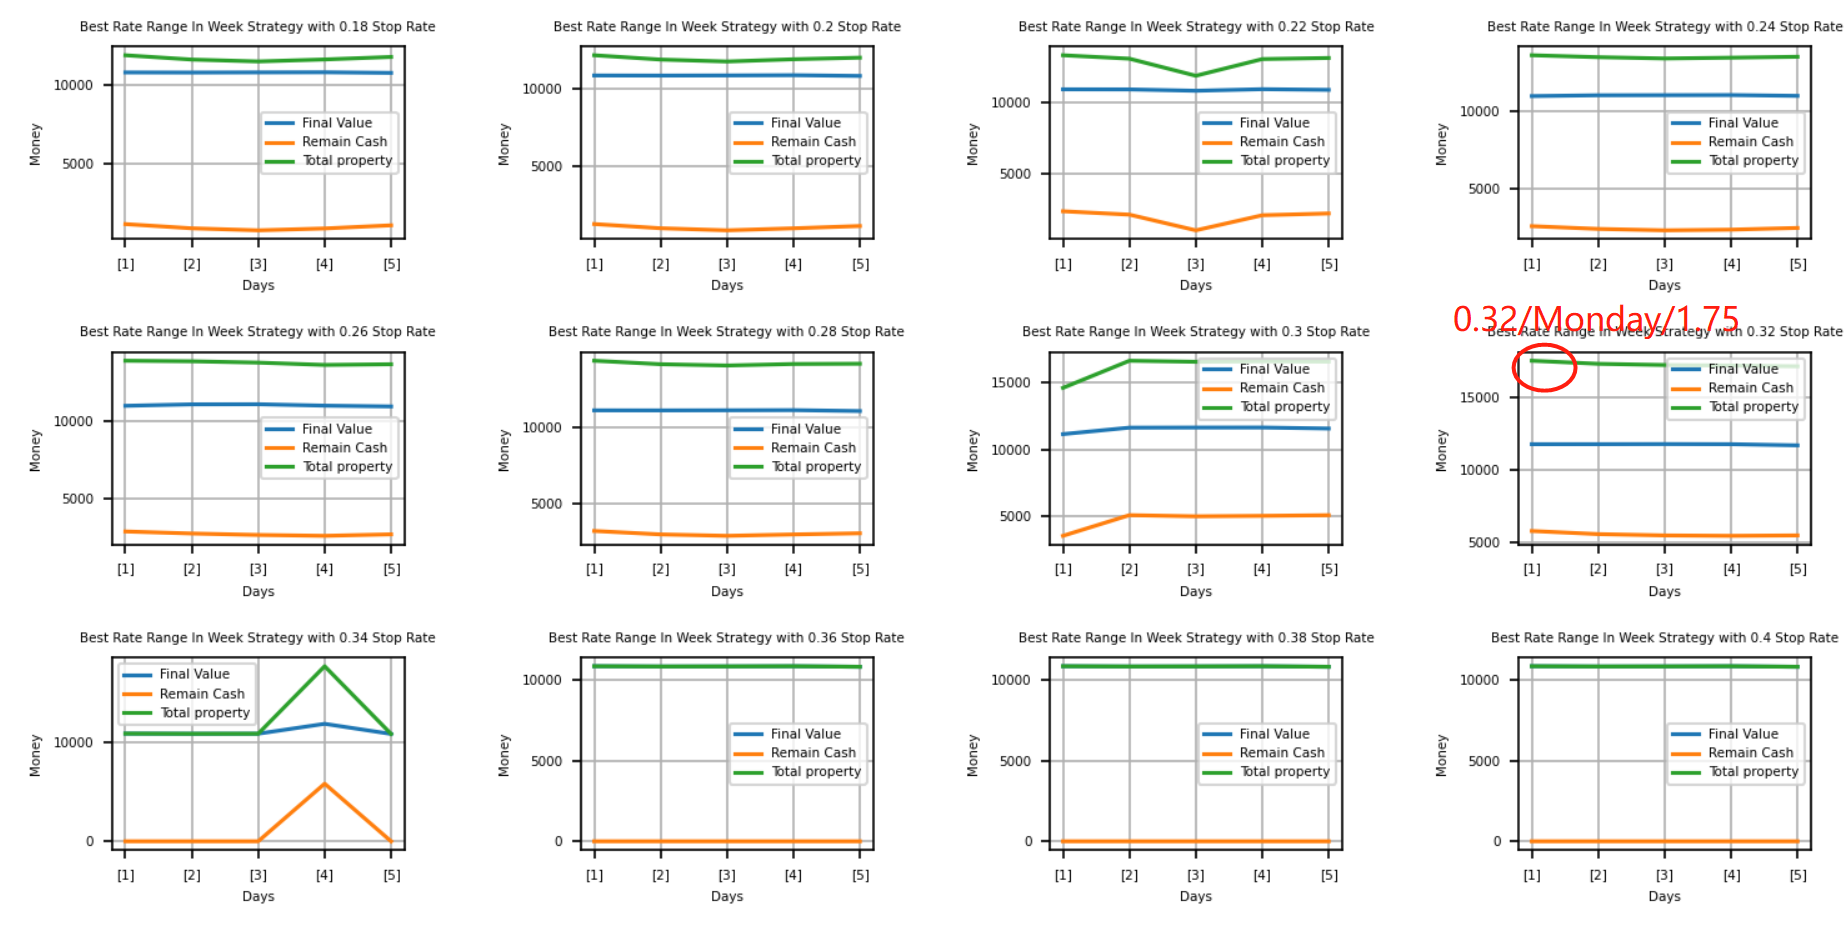 Best Rate Range In Week Strategy with 0.18 Stop Rate
Money
10000
5000
Final Value
Remain Cash
Total property
[1] [2] [3] [4] [5]
Days
Best Rate Range In Week Strategy with 0.2 Stop Rate
Money
10000
5000
Final Value
Remain Cash
Total property
[1] [2] [3] [4] [5]
Days
Best Rate Range In Week Strategy with 0.22 Stop Rate
Money
10000
5000
Final Value
Remain Cash
Total property
[1] [2] [3] [4] [5]
Days
Best Rate Range In Week Strategy with 0.24 Stop Rate
Money
10000
5000
Final Value
Remain Cash
Total property
[1] [2] [3] [4] [5]
Days
Best Rate Range In Week Strategy with 0.26 Stop Rate
Money
10000
5000
Final Value
Remain Cash
Total property
[1] [2] [3] [4] [5]
Days
Best Rate Range In Week Strategy with 0.28 Stop Rate
Money
10000
5000
Final Value
Remain Cash
Total property
[1] [2] [3] [4] [5]
Days
Best Rate Range In Week Strategy with 0.3 Stop Rate
Money
15000
10000
5000
Final Value
Remain Cash
Total property
[1] [2] [3] [4] [5]
Days
0.32/Monday/1.75
Best Rate Range In Week Strategy with 0.32 Stop Rate
Money
15000
10000
5000
Final Value
Remain Cash
Total property
[1] [2] [3] [4] [5]
Days
Best Rate Range In Week Strategy with 0.34 Stop Rate
Money
10000
0
Final Value
Remain Cash
Total property
[1] [2] [3] [4] [5]
Days
Best Rate Range In Week Strategy with 0.36 Stop Rate
Money
10000
5000
0
Final Value
Remain Cash
Total property
[1] [2] [3] [4] [5]
Days
Best Rate Range In Week Strategy with 0.38 Stop Rate
Money
10000
5000
0
Final Value
Remain Cash
Total property
[1] [2] [3] [4] [5]
Days
Best Rate Range In Week Strategy with 0.4 Stop Rate
Money
10000
5000
0
Final Value
Remain Cash
Total property
[1] [2] [3] [4] [5]
Days